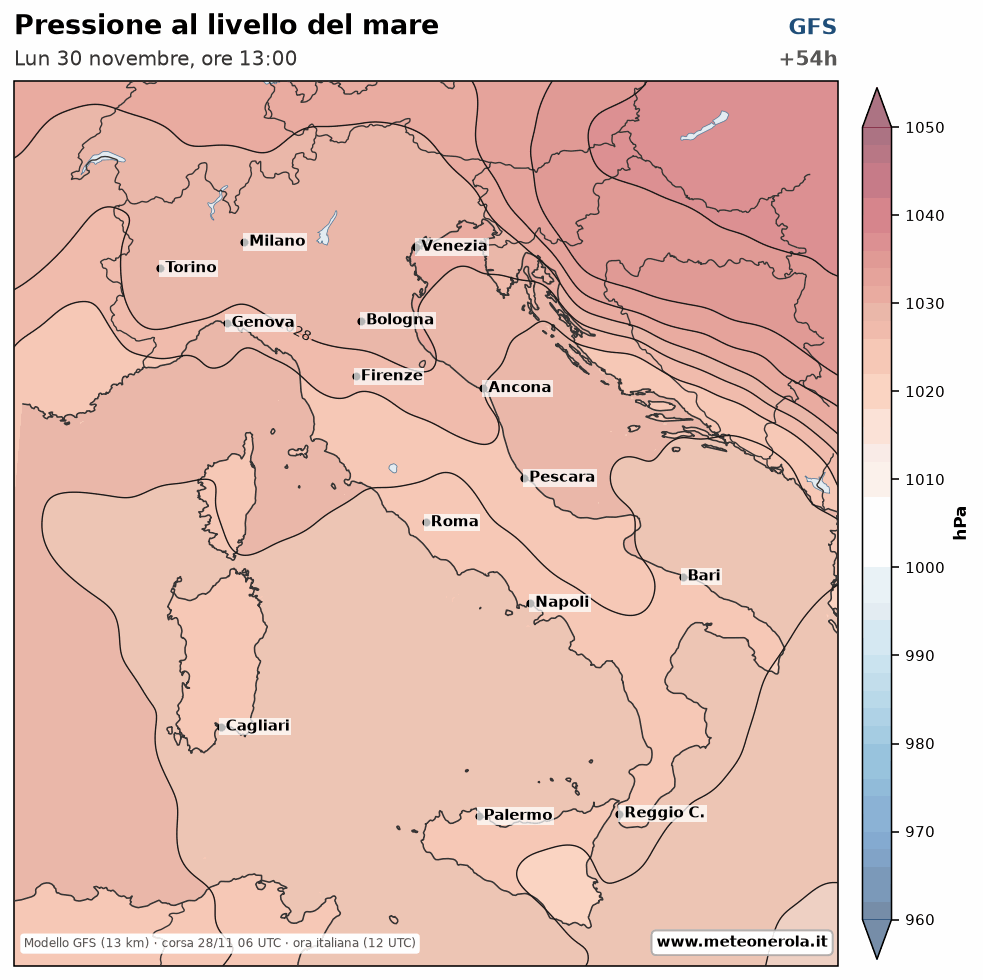 Pressione al livello del mare
GFS
Lun 30 novembre, ore 13:00
+54h
1050
1040
1030
1020
1010
1000
990
980
970
960
hPa
Milano
Venezia
Torino
Genova
Bologna
28
Firenze
Ancona
Pescara
Roma
Bari
Napoli
Cagliari
Palermo
Reggio C.
Modello GFS (13 km) · corsa 28/11 06 UTC · ora italiana (12 UTC)
www.meteonerola.it